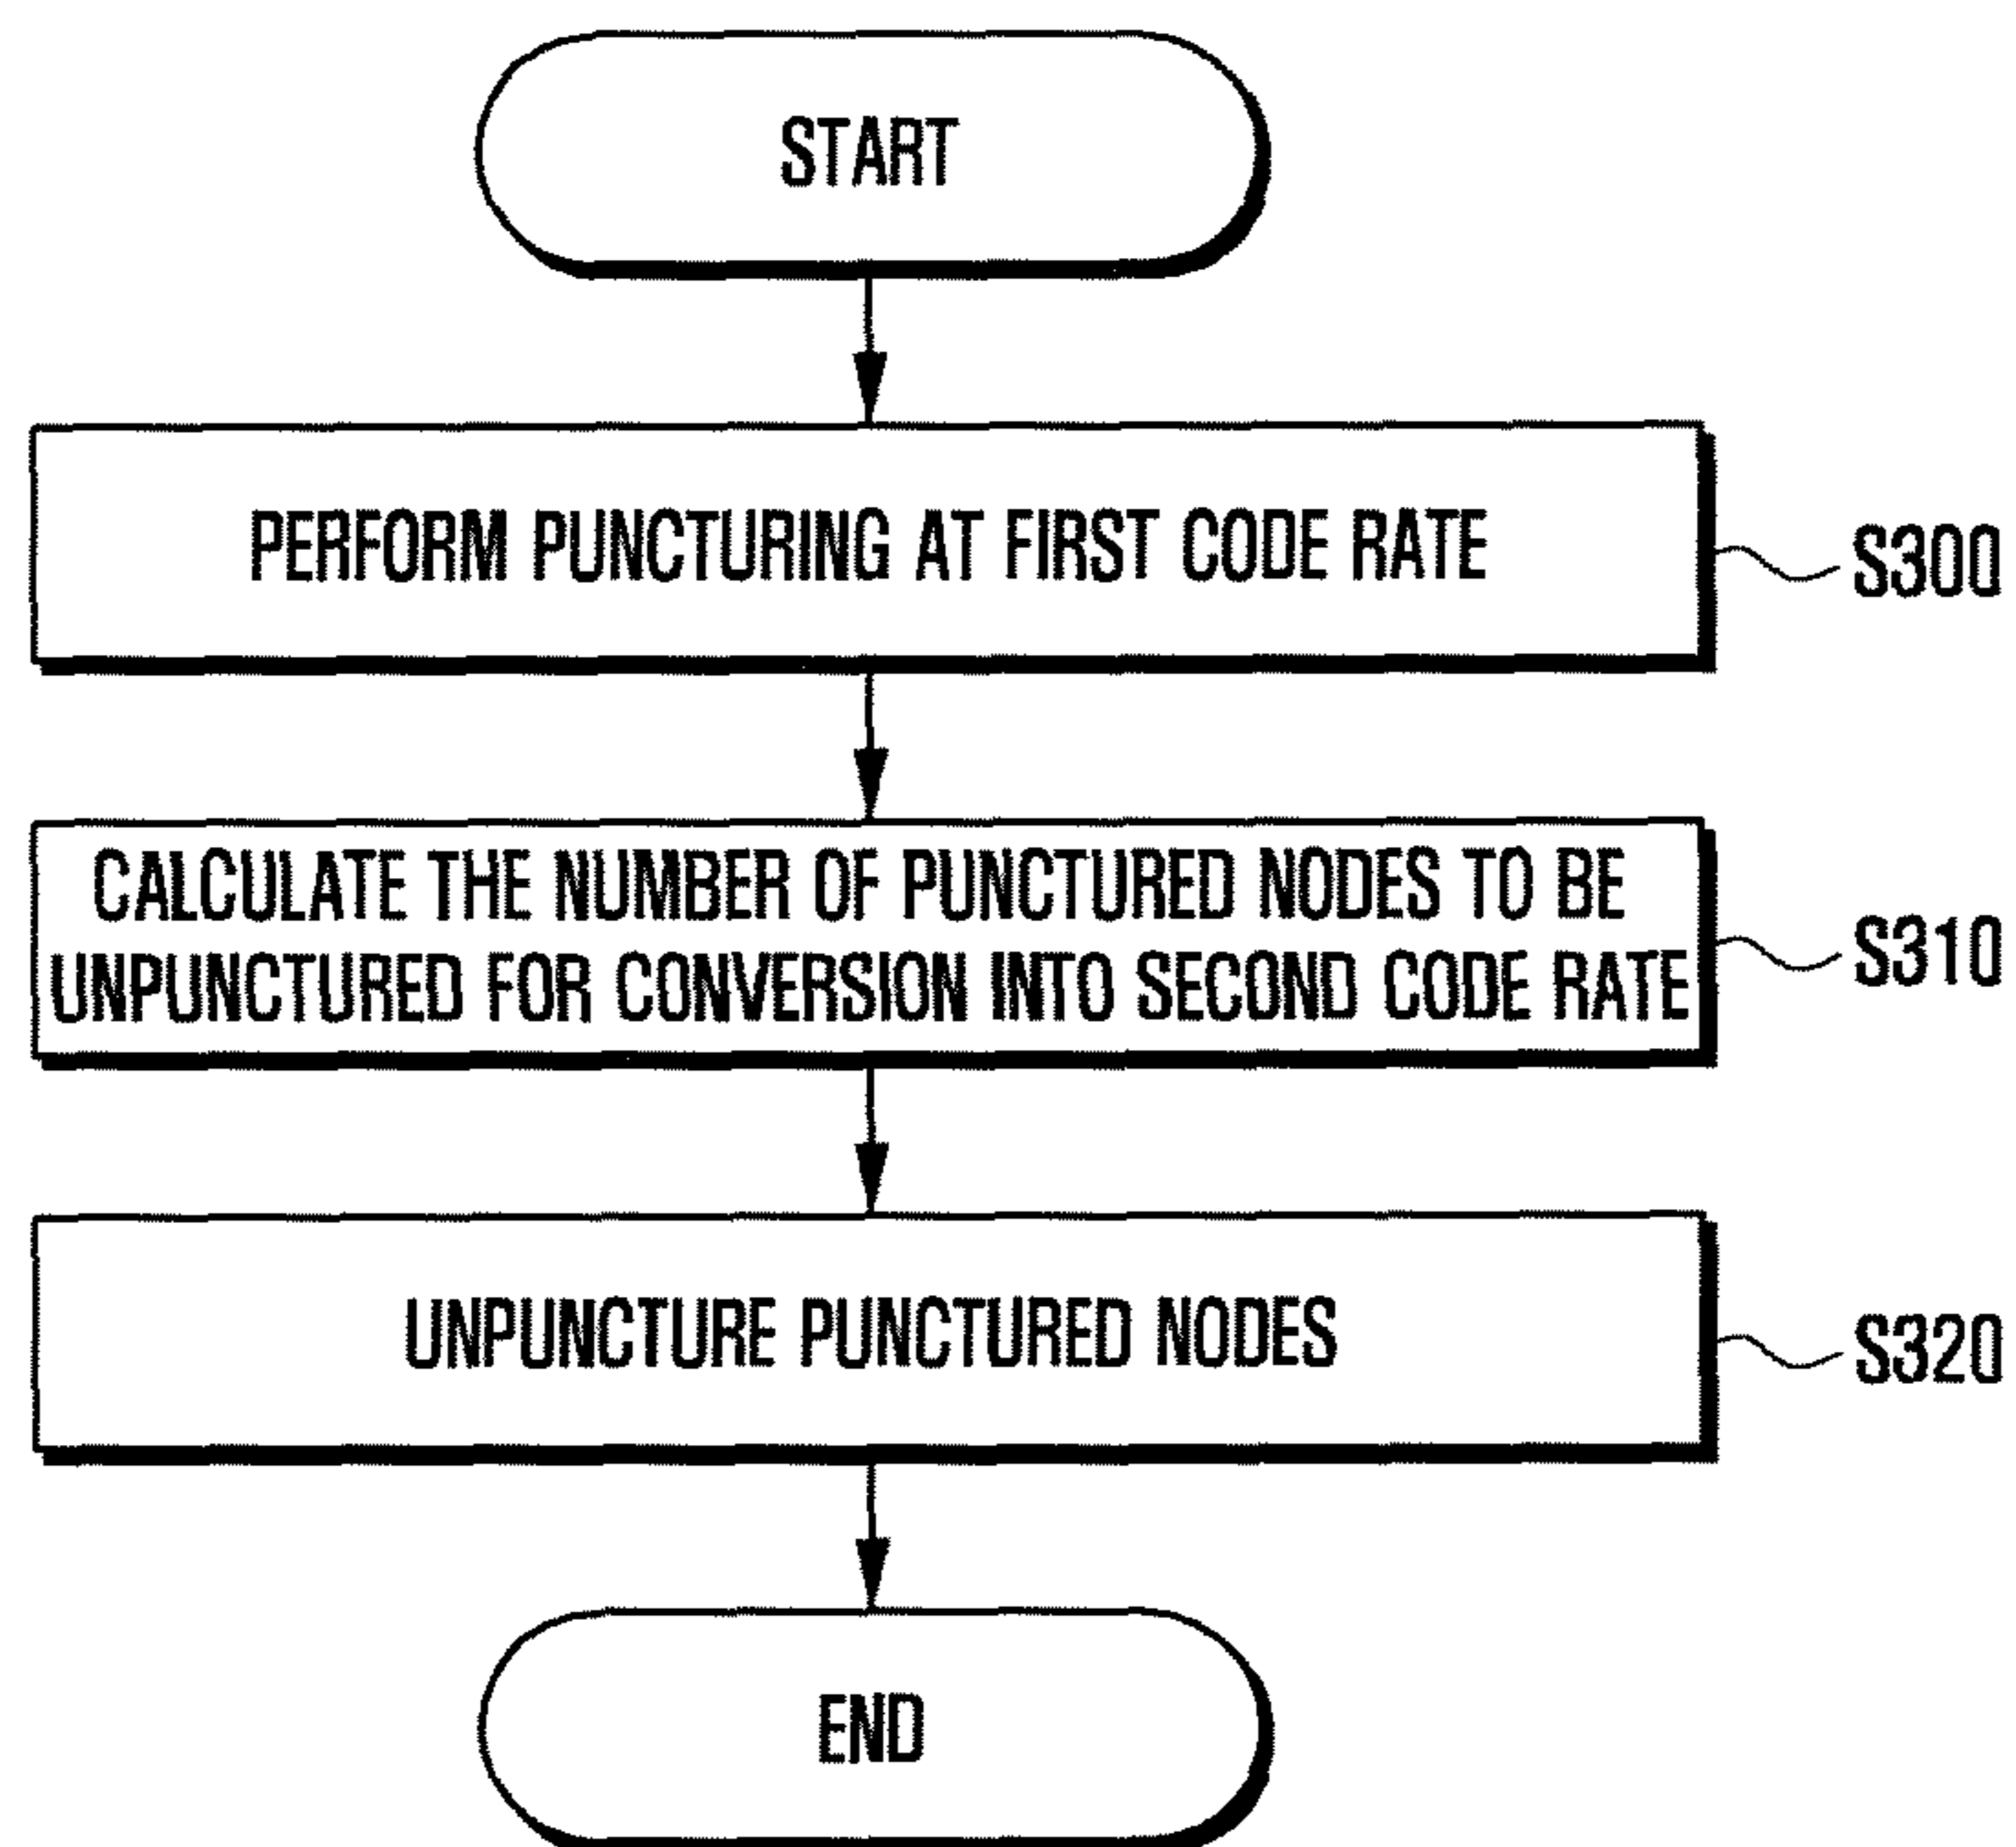 START
PERFORM PUNCTURING AT FIRST CODE RATE
S300
CALCULATE THE NUMBER OF PUNCTURED NODES TO BE
UNPUNCTURED FOR CONVERSION INTO SECOND CODE RATE
S310
UNPUNCTURE PUNCTURED NODES
S320
END